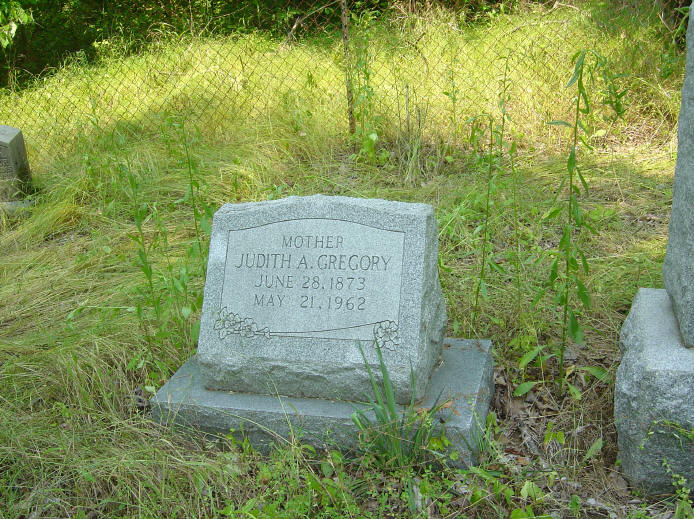 MOTHER
JUDITH A. GREGORY
JUNE 28, 1873
MAY 21, 1962